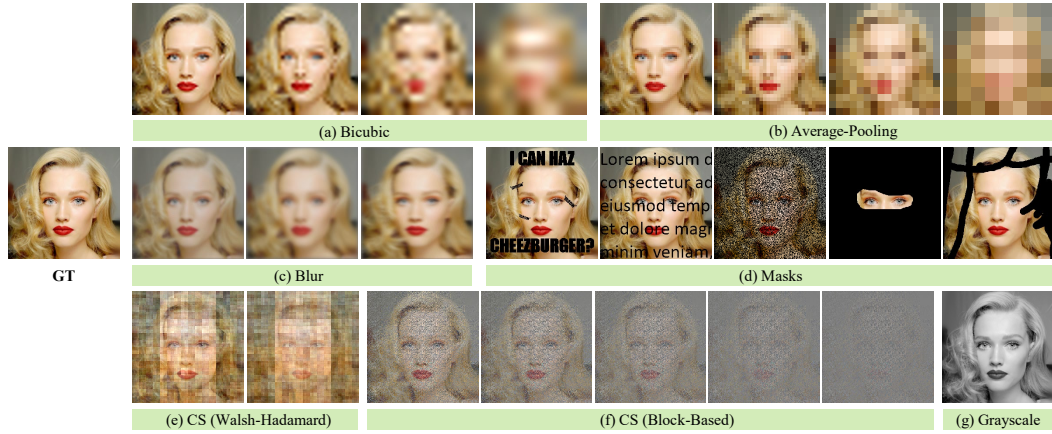 (a) Bicubic
(b) Average-Pooling
I CAN HAZ
CHEEZBURGER?
Lorem ipsum d
consectetur ad
eiusmod temp
et dolore magi
minim veniam,
GT
(c) Blur
(d) Masks
(e) CS (Walsh-Hadamard)
(f) CS (Block-Based)
(g) Grayscale